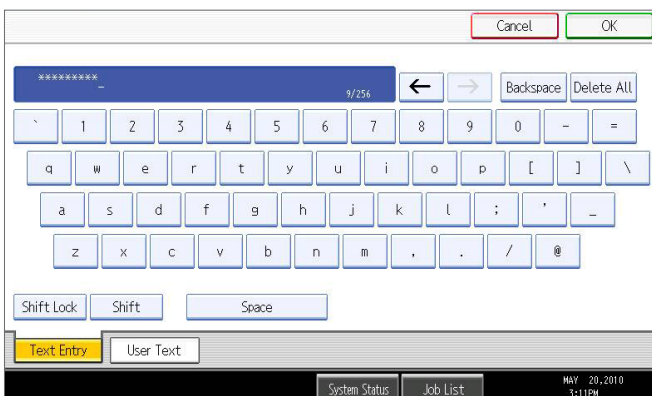 Cancel OK
*********_
9/256 ← → Backspace Delete All
` 1 2 3 4 5 6 7 8 9 0 - =
q w e r t y u i o p [ ] \
a s d f g h j k l ; ' _
z x c v b n m , . / @
Shift Lock Shift Space
Text Entry User Text
System Status Job List MAY 20,2010
3:11PM